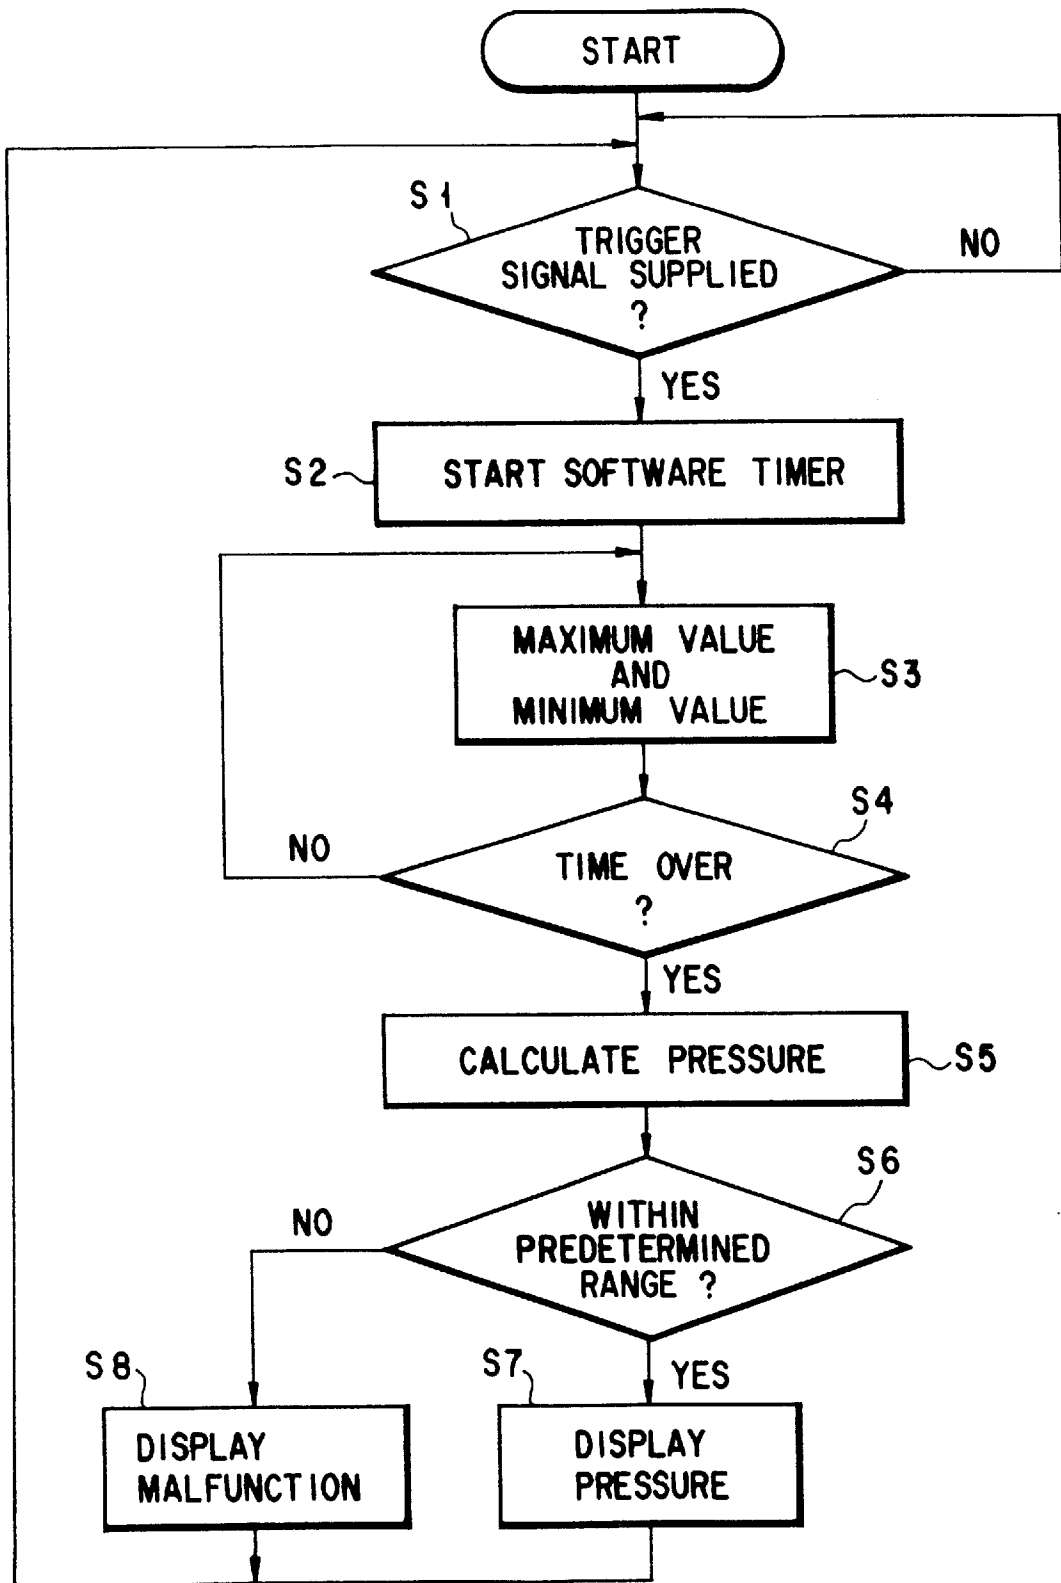 START
S1
TRIGGER
SIGNAL SUPPLIED
?
NO
YES
S2
START SOFTWARE TIMER
MAXIMUM VALUE
AND
MINIMUM VALUE
S3
S4
NO
TIME OVER
?
YES
CALCULATE PRESSURE
S5
S6
NO
WITHIN
PREDETERMINED
RANGE ?
S8
S7
YES
DISPLAY
MALFUNCTION
DISPLAY
PRESSURE